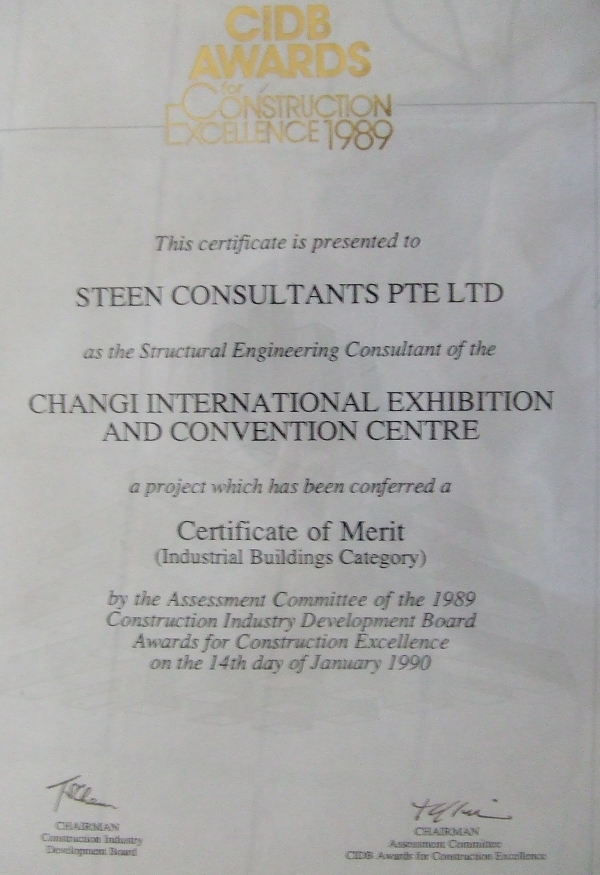 CIDB
AWARDS
for
CONSTRUCTION
EXCELLENCE 1989
This certificate is presented to
STEEN CONSULTANTS PTE LTD
as the Structural Engineering Consultant of the
CHANGI INTERNATIONAL EXHIBITION
AND CONVENTION CENTRE
a project which has been conferred a
Certificate of Merit
(Industrial Buildings Category)
by the Assessment Committee of the 1989
Construction Industry Development Board
Awards for Construction Excellence
on the 14th day of January 1990
CHAIRMAN
Construction Industry
Development Board
CHAIRMAN
Assessment Committee
CIDB Awards for Construction Excellence